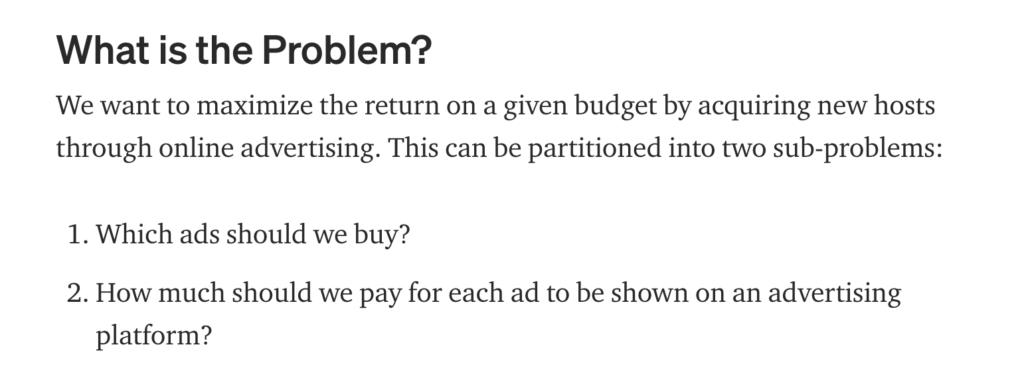 What is the Problem?
We want to maximize the return on a given budget by acquiring new hosts
through online advertising. This can be partitioned into two sub-problems:
1. Which ads should we buy?
2. How much should we pay for each ad to be shown on an advertising
platform?